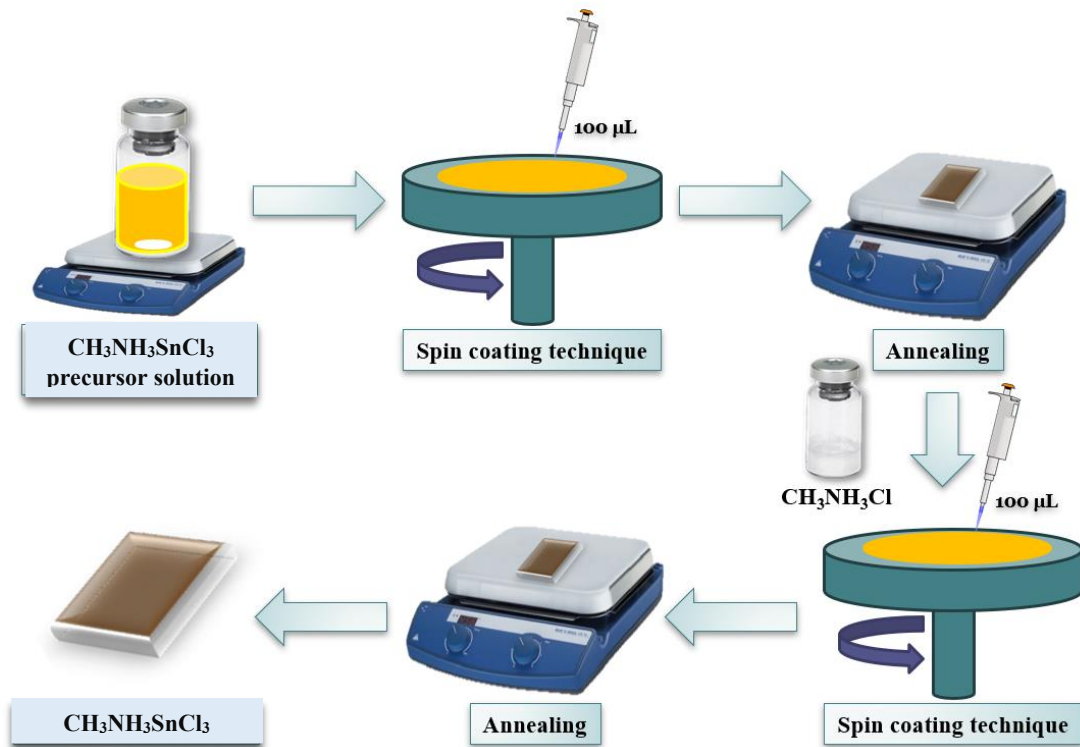 100 µL
CH₃NH₃SnCl₃
precursor solution
Spin coating technique
Annealing
CH₃NH₃Cl
100 µL
CH₃NH₃SnCl₃
Annealing
Spin coating technique